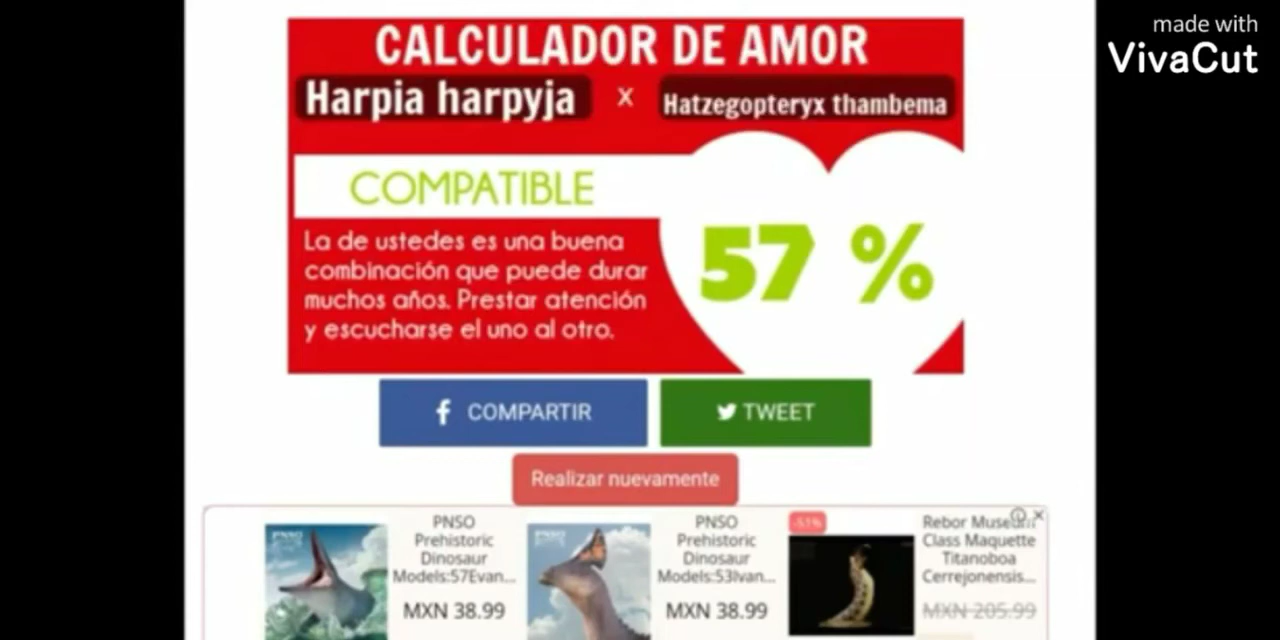 made with
VivaCut
CALCULADOR DE AMOR
Harpia harpyja x Hatzegopteryx thambema
COMPATIBLE
57 %
La de ustedes es una buena
combinación que puede durar
muchos años. Prestar atención
y escucharse el uno al otro.
COMPARTIR
TWEET
Realizar nuevamente
PNSO
Prehistoric
Dinosaur
Models:57Evan...
MXN 38.99
PNSO
Prehistoric
Dinosaur
Models:53Ivan...
MXN 38.99
-51%
Rebor Museum
Class Maquette
Titanoboa
Cerrejonensis...
MXN 205.99